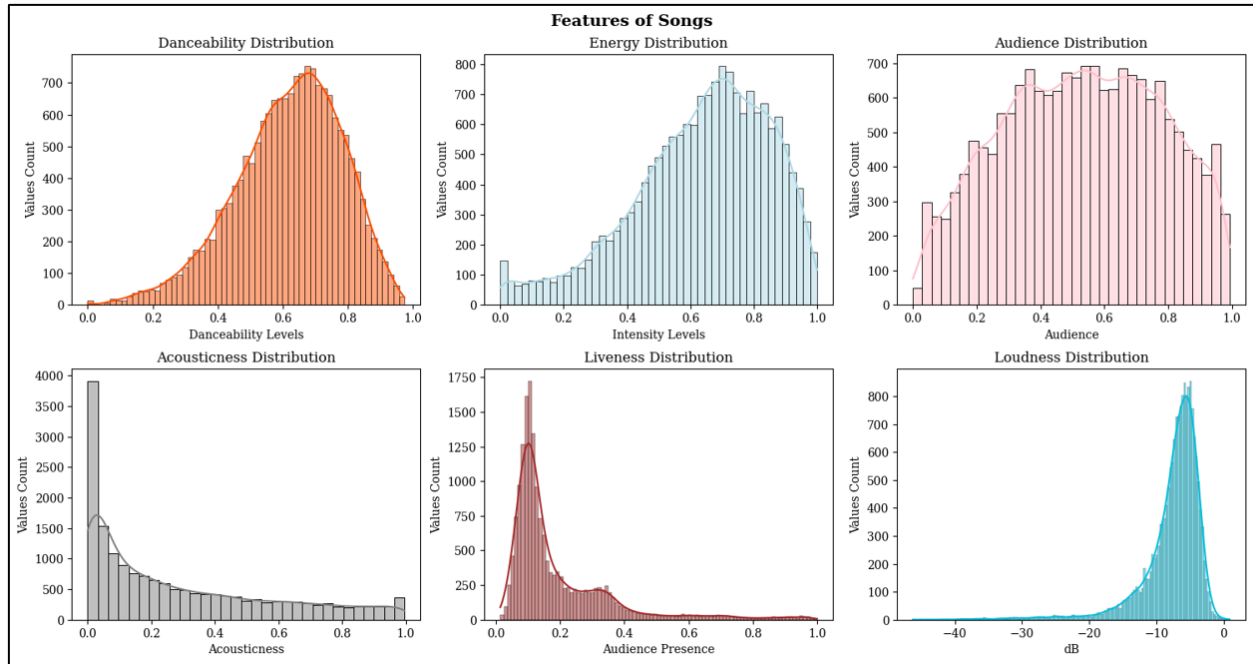 Features of Songs
Danceability Distribution
Values Count
0
100
200
300
400
500
600
700
0.0 0.2 0.4 0.6 0.8 1.0
Danceability Levels
Energy Distribution
Values Count
0
100
200
300
400
500
600
700
800
0.0 0.2 0.4 0.6 0.8 1.0
Intensity Levels
Audience Distribution
Values Count
0
100
200
300
400
500
600
700
0.0 0.2 0.4 0.6 0.8 1.0
Audience
Acousticness Distribution
Values Count
0
500
1000
1500
2000
2500
3000
3500
4000
0.0 0.2 0.4 0.6 0.8 1.0
Acousticness
Liveness Distribution
Values Count
0
250
500
750
1000
1250
1500
1750
0.0 0.2 0.4 0.6 0.8 1.0
Audience Presence
Loudness Distribution
Values Count
0
100
200
300
400
500
600
700
800
−40 −30 −20 −10 0
dB